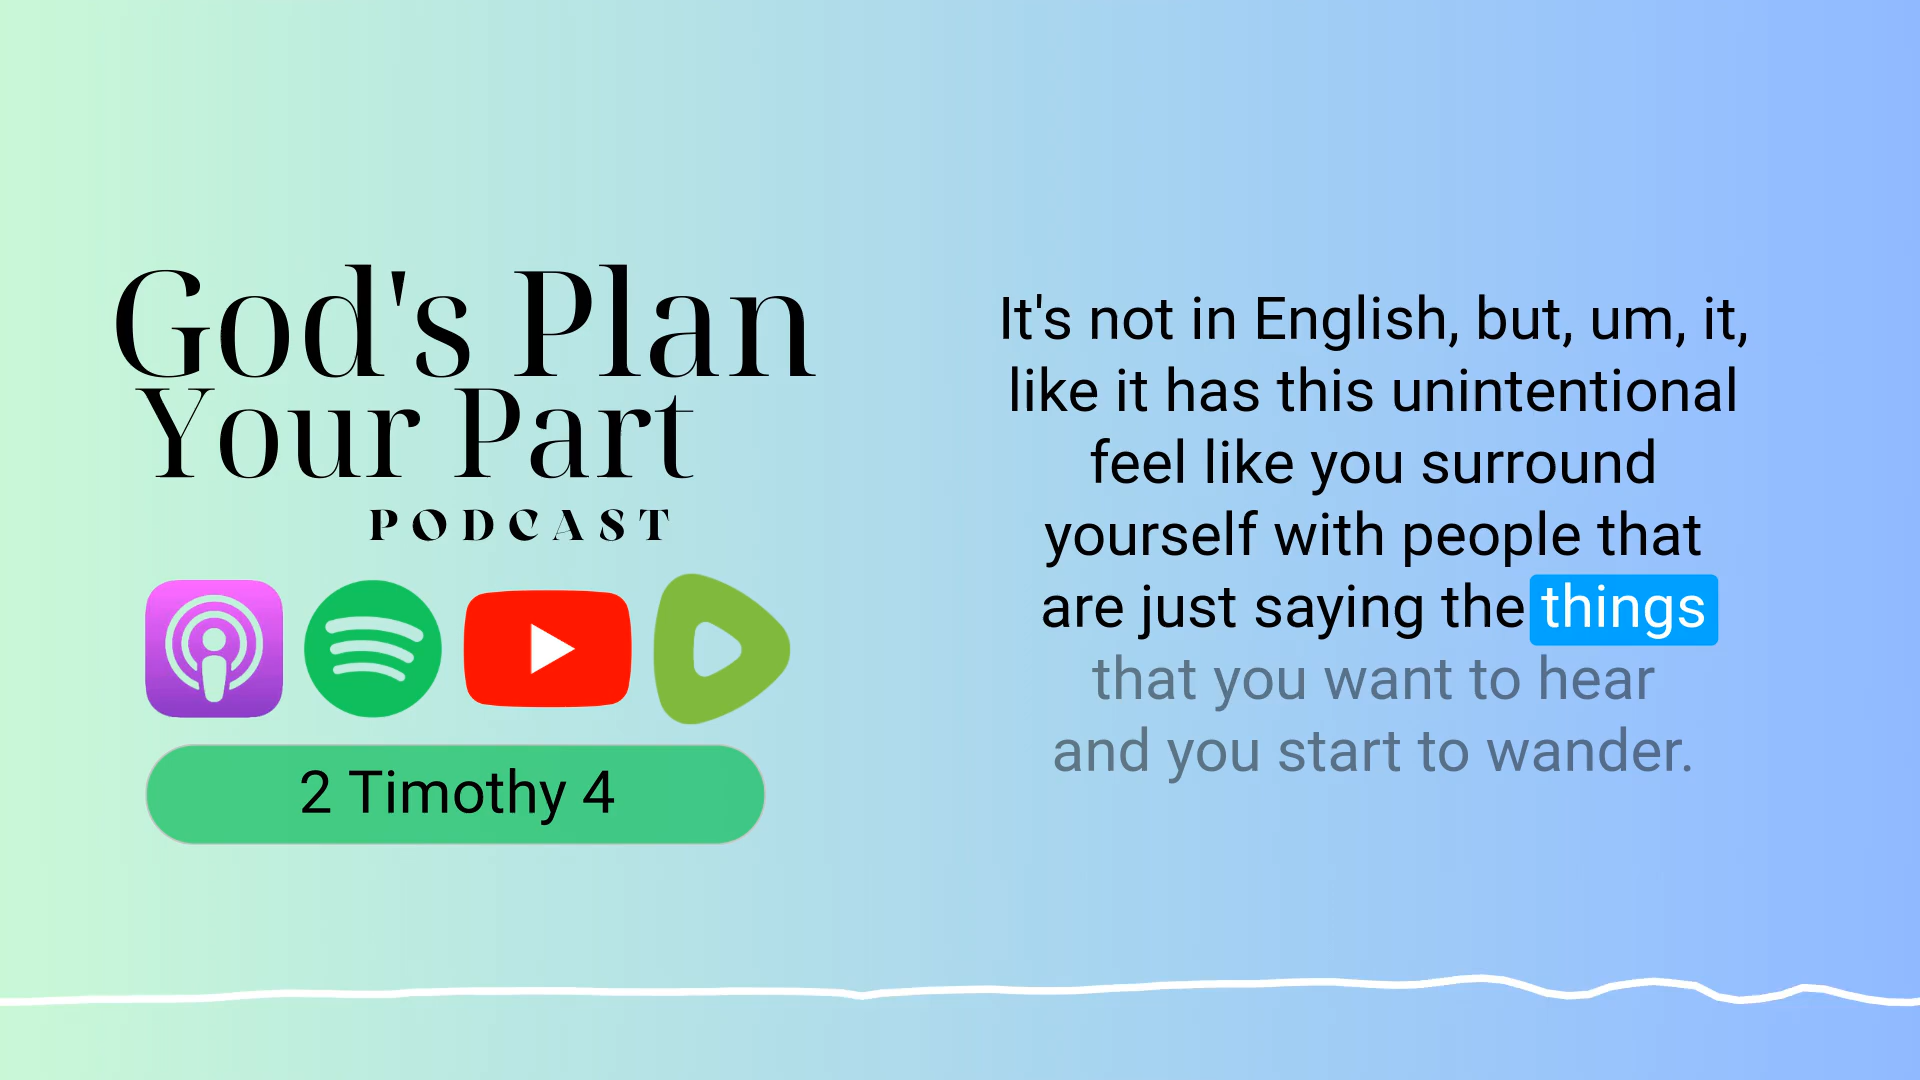 God's Plan
Your Part
PODCAST
2 Timothy 4
It's not in English, but, um, it,
like it has this unintentional
feel like you surround
yourself with people that
are just saying the things
that you want to hear
and you start to wander.